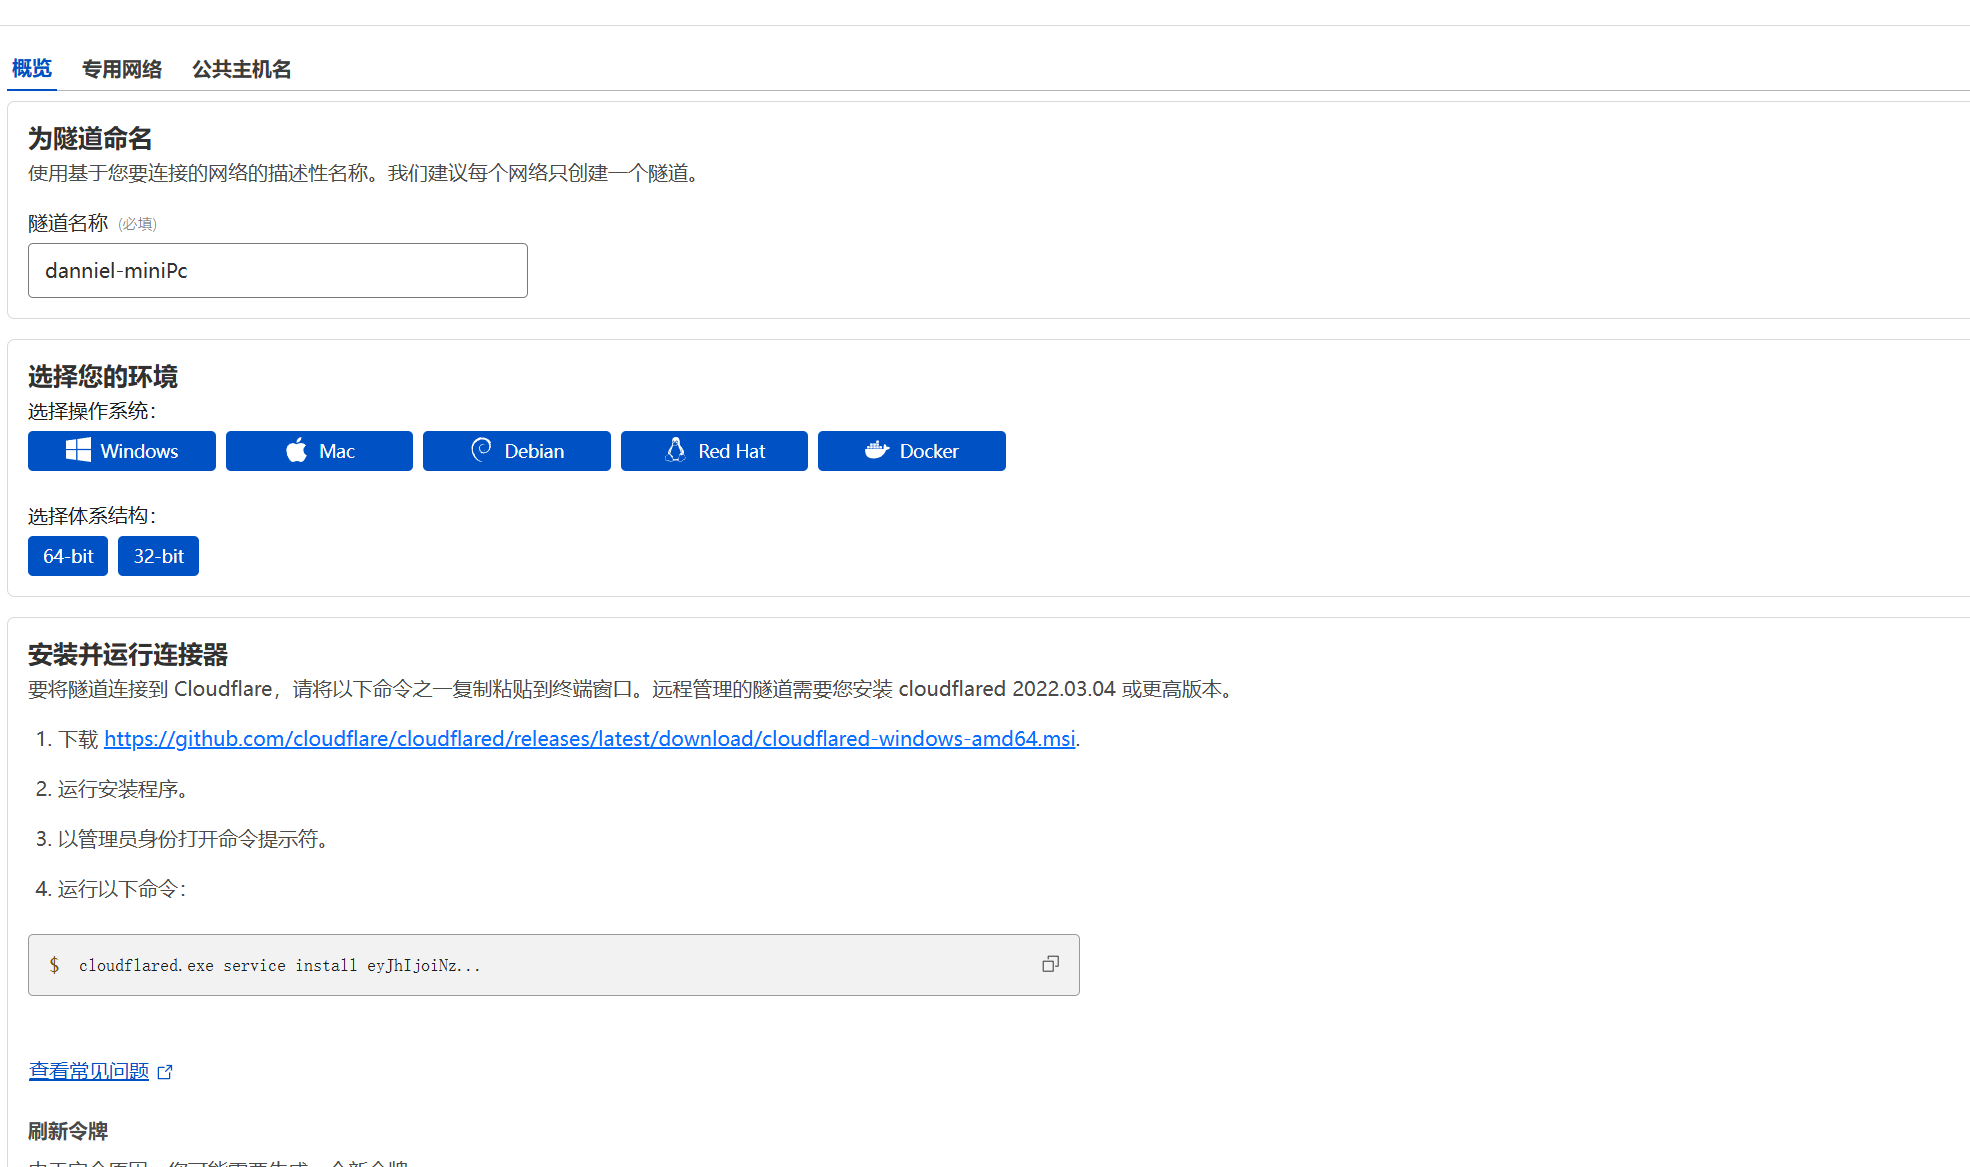 概览 专用网络 公共主机名
为隧道命名
使用基于您要连接的网络的描述性名称。我们建议每个网络只创建一个隧道。
隧道名称 (必填)
danniel-miniPc
选择您的环境
选择操作系统：
Windows Mac Debian Red Hat Docker
选择体系结构：
64-bit 32-bit
安装并运行连接器
要将隧道连接到 Cloudflare，请将以下命令之一复制粘贴到终端窗口。远程管理的隧道需要您安装 cloudflared 2022.03.04 或更高版本。
1. 下载 https://github.com/cloudflare/cloudflared/releases/latest/download/cloudflared-windows-amd64.msi.
2. 运行安装程序。
3. 以管理员身份打开命令提示符。
4. 运行以下命令：
$ cloudflared.exe service install eyJhIjoiNz...
查看常见问题
刷新令牌